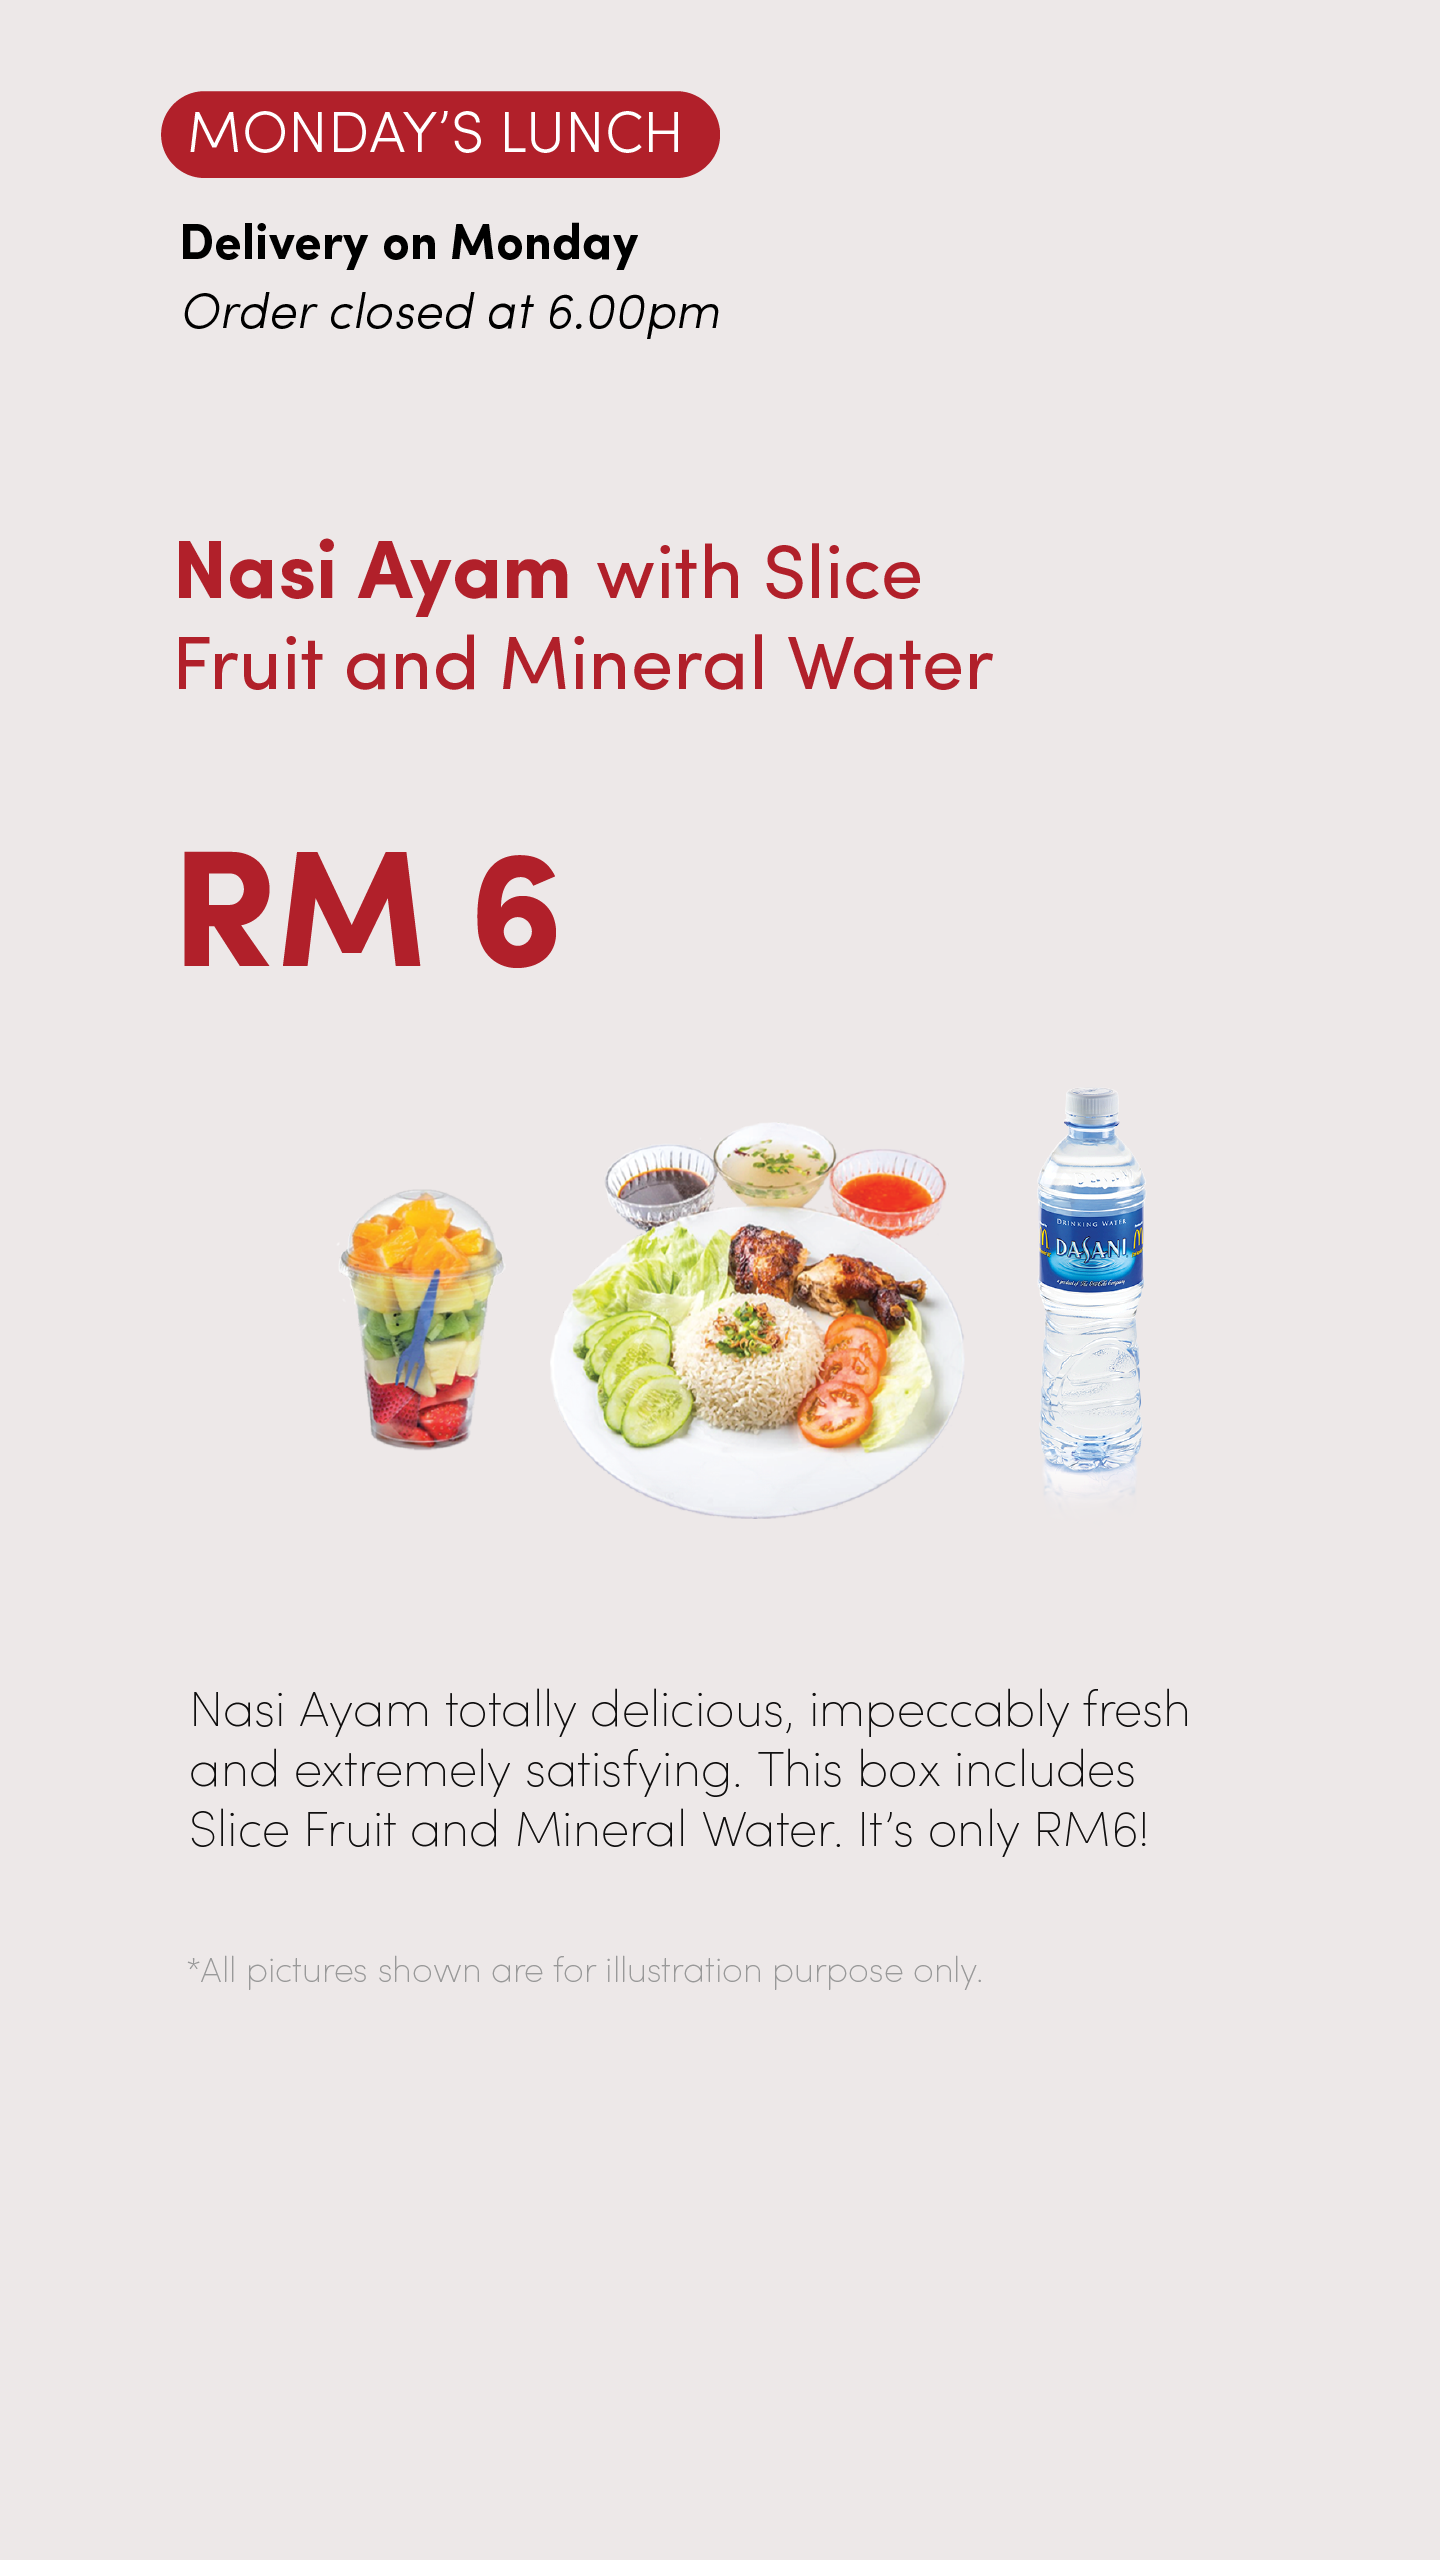 MONDAY’S LUNCH
Delivery on Monday
Order closed at 6.00pm
Nasi Ayam with Slice
Fruit and Mineral Water
RM 6
DRINKING WATER
DASANI
Nasi Ayam totally delicious, impeccably fresh
and extremely satisfying. This box includes
Slice Fruit and Mineral Water. It’s only RM6!
*All pictures shown are for illustration purpose only.